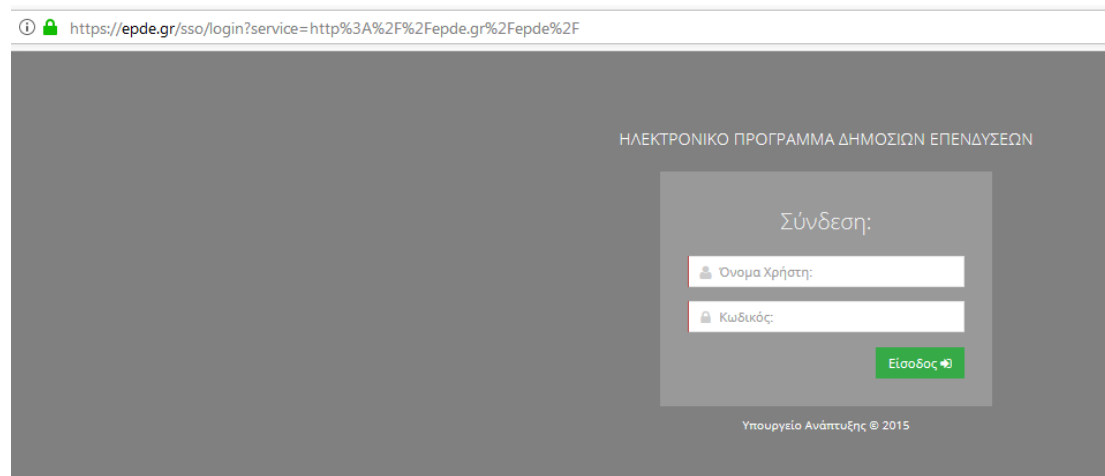 https://epde.gr/sso/login?service=http%3A%2F%2Fepde.gr%2Fepde%2F
ΗΛΕΚΤΡΟΝΙΚΟ ΠΡΟΓΡΑΜΜΑ ΔΗΜΟΣΙΩΝ ΕΠΕΝΔΥΣΕΩΝ
Σύνδεση:
Όνομα Χρήστη:
Κωδικός:
Είσοδος
Υπουργείο Ανάπτυξης © 2015